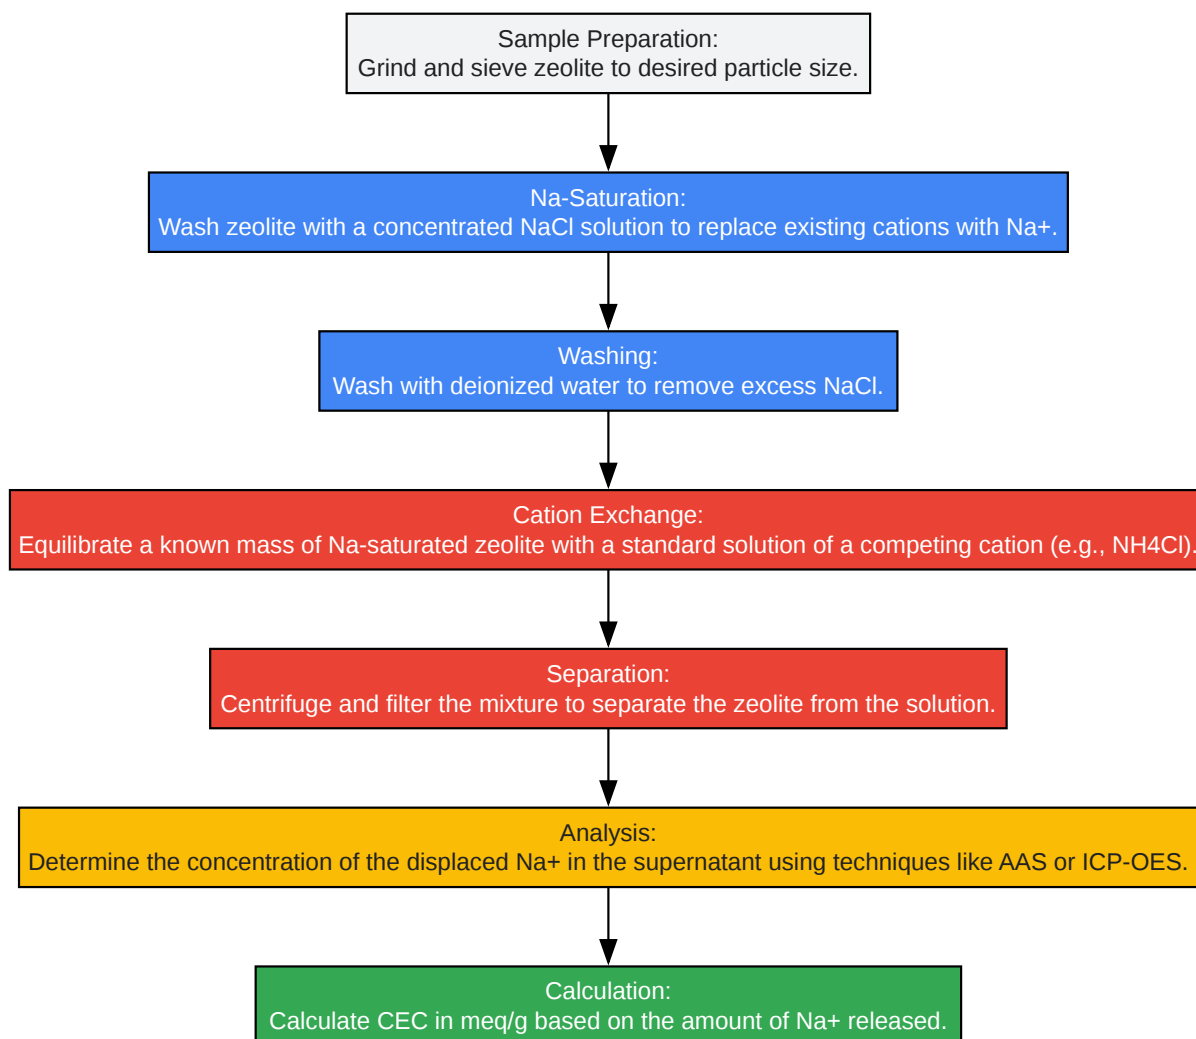 Sample Preparation:
Grind and sieve zeolite to desired particle size.
Na-Saturation:
Wash zeolite with a concentrated NaCl solution to replace existing cations with Na+.
Washing:
Wash with deionized water to remove excess NaCl.
Cation Exchange:
Equilibrate a known mass of Na-saturated zeolite with a standard solution of a competing cation (e.g., NH4Cl).
Separation:
Centrifuge and filter the mixture to separate the zeolite from the solution.
Analysis:
Determine the concentration of the displaced Na+ in the supernatant using techniques like AAS or ICP-OES.
Calculation:
Calculate CEC in meq/g based on the amount of Na+ released.